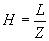 H = L/Z